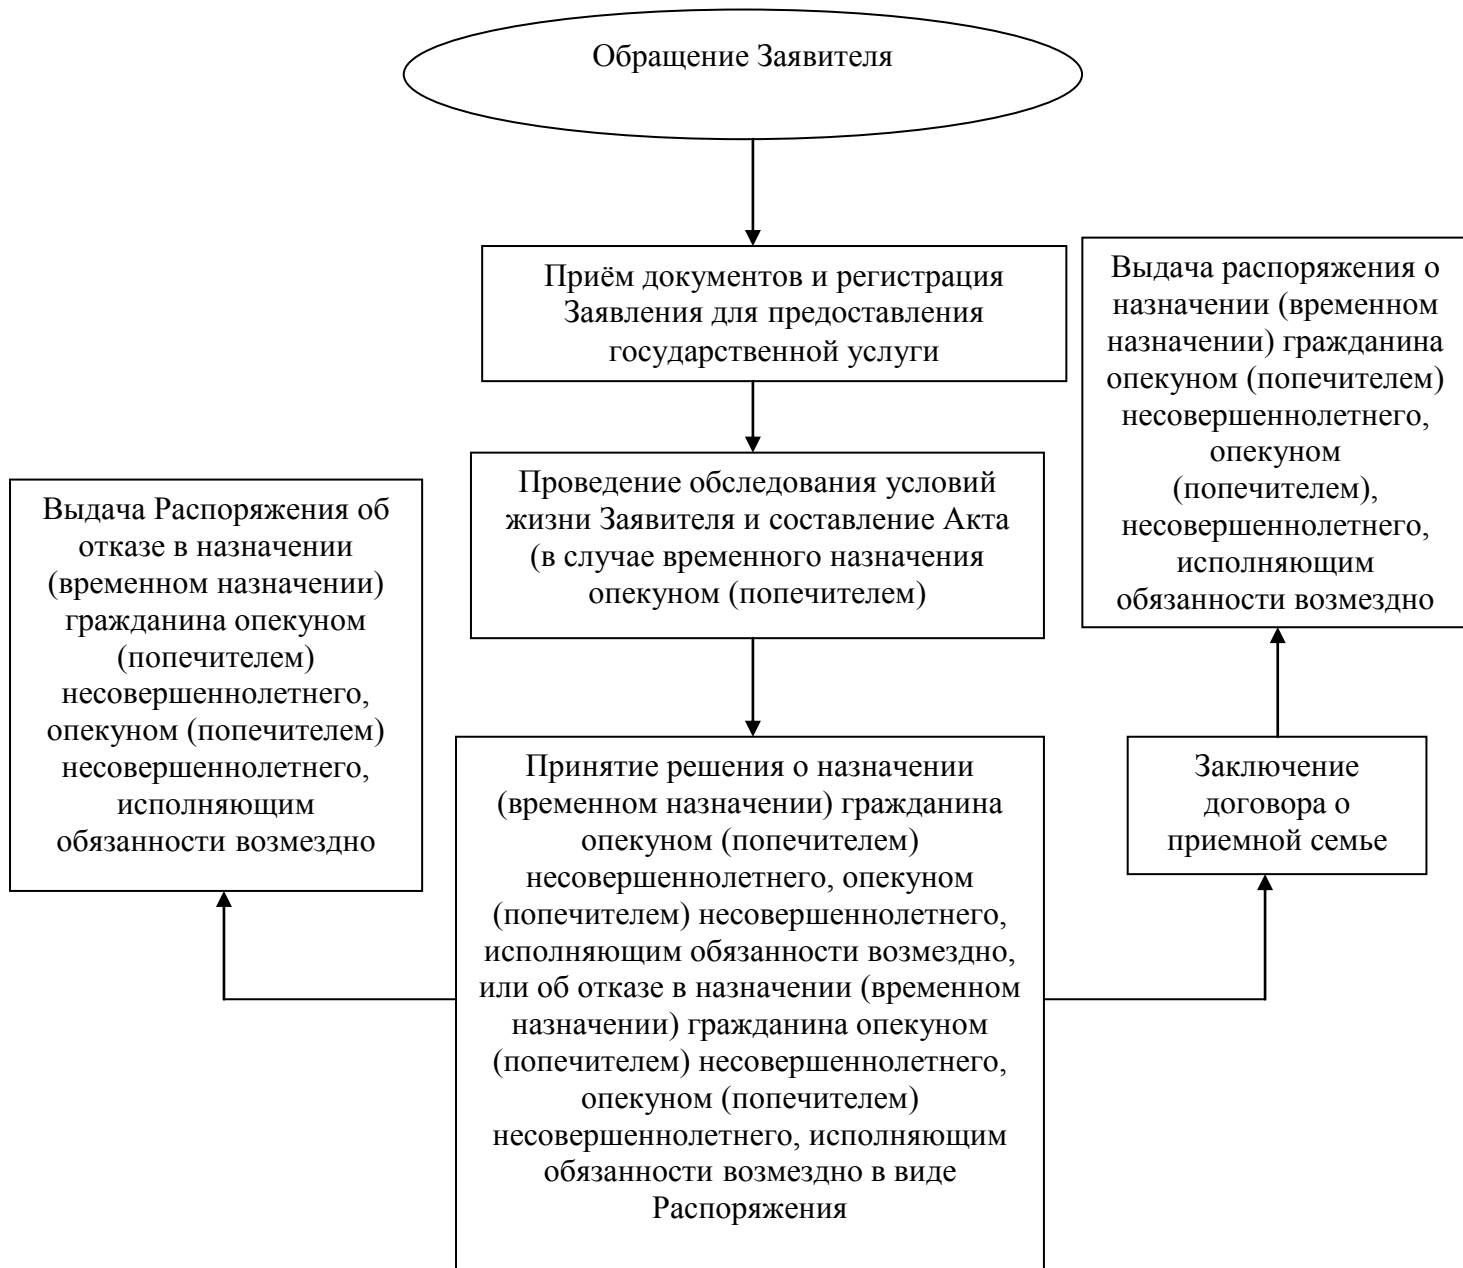 Обращение Заявителя
Приём документов и регистрация
Заявления для предоставления
государственной услуги
Проведение обследования условий
жизни Заявителя и составление Акта
(в случае временного назначения
опекуном (попечителем)
Принятие решения о назначении
(временном назначении) гражданина
опекуном (попечителем)
несовершеннолетнего, опекуном
(попечителем) несовершеннолетнего,
исполняющим обязанности возмездно,
или об отказе в назначении (временном
назначении) гражданина опекуном
(попечителем) несовершеннолетнего,
опекуном (попечителем)
несовершеннолетнего, исполняющим
обязанности возмездно в виде
Распоряжения
Выдача Распоряжения об
отказе в назначении
(временном назначении)
гражданина опекуном
(попечителем)
несовершеннолетнего,
опекуном (попечителем)
несовершеннолетнего,
исполняющим
обязанности возмездно
Заключение
договора о
приемной семье
Выдача распоряжения о
назначении (временном
назначении) гражданина
опекуном (попечителем)
несовершеннолетнего,
опекуном
(попечителем),
несовершеннолетнего,
исполняющим
обязанности возмездно